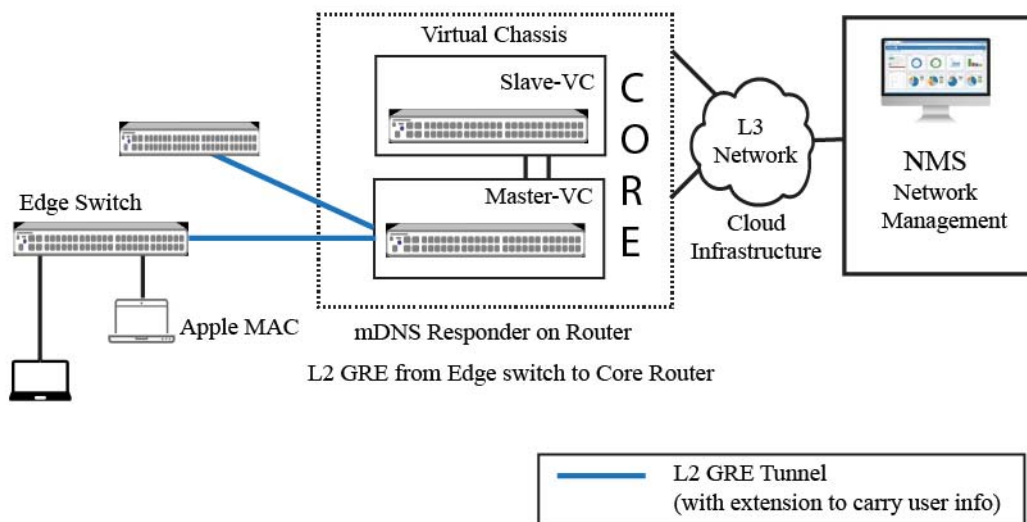 Virtual Chassis
Slave-VC
C
O
R
E
Master-VC
Edge Switch
Apple MAC
L3
Network
Cloud
Infrastructure
NMS
Network
Management
mDNS Responder on Router
L2 GRE from Edge switch to Core Router
L2 GRE Tunnel
(with extension to carry user info)